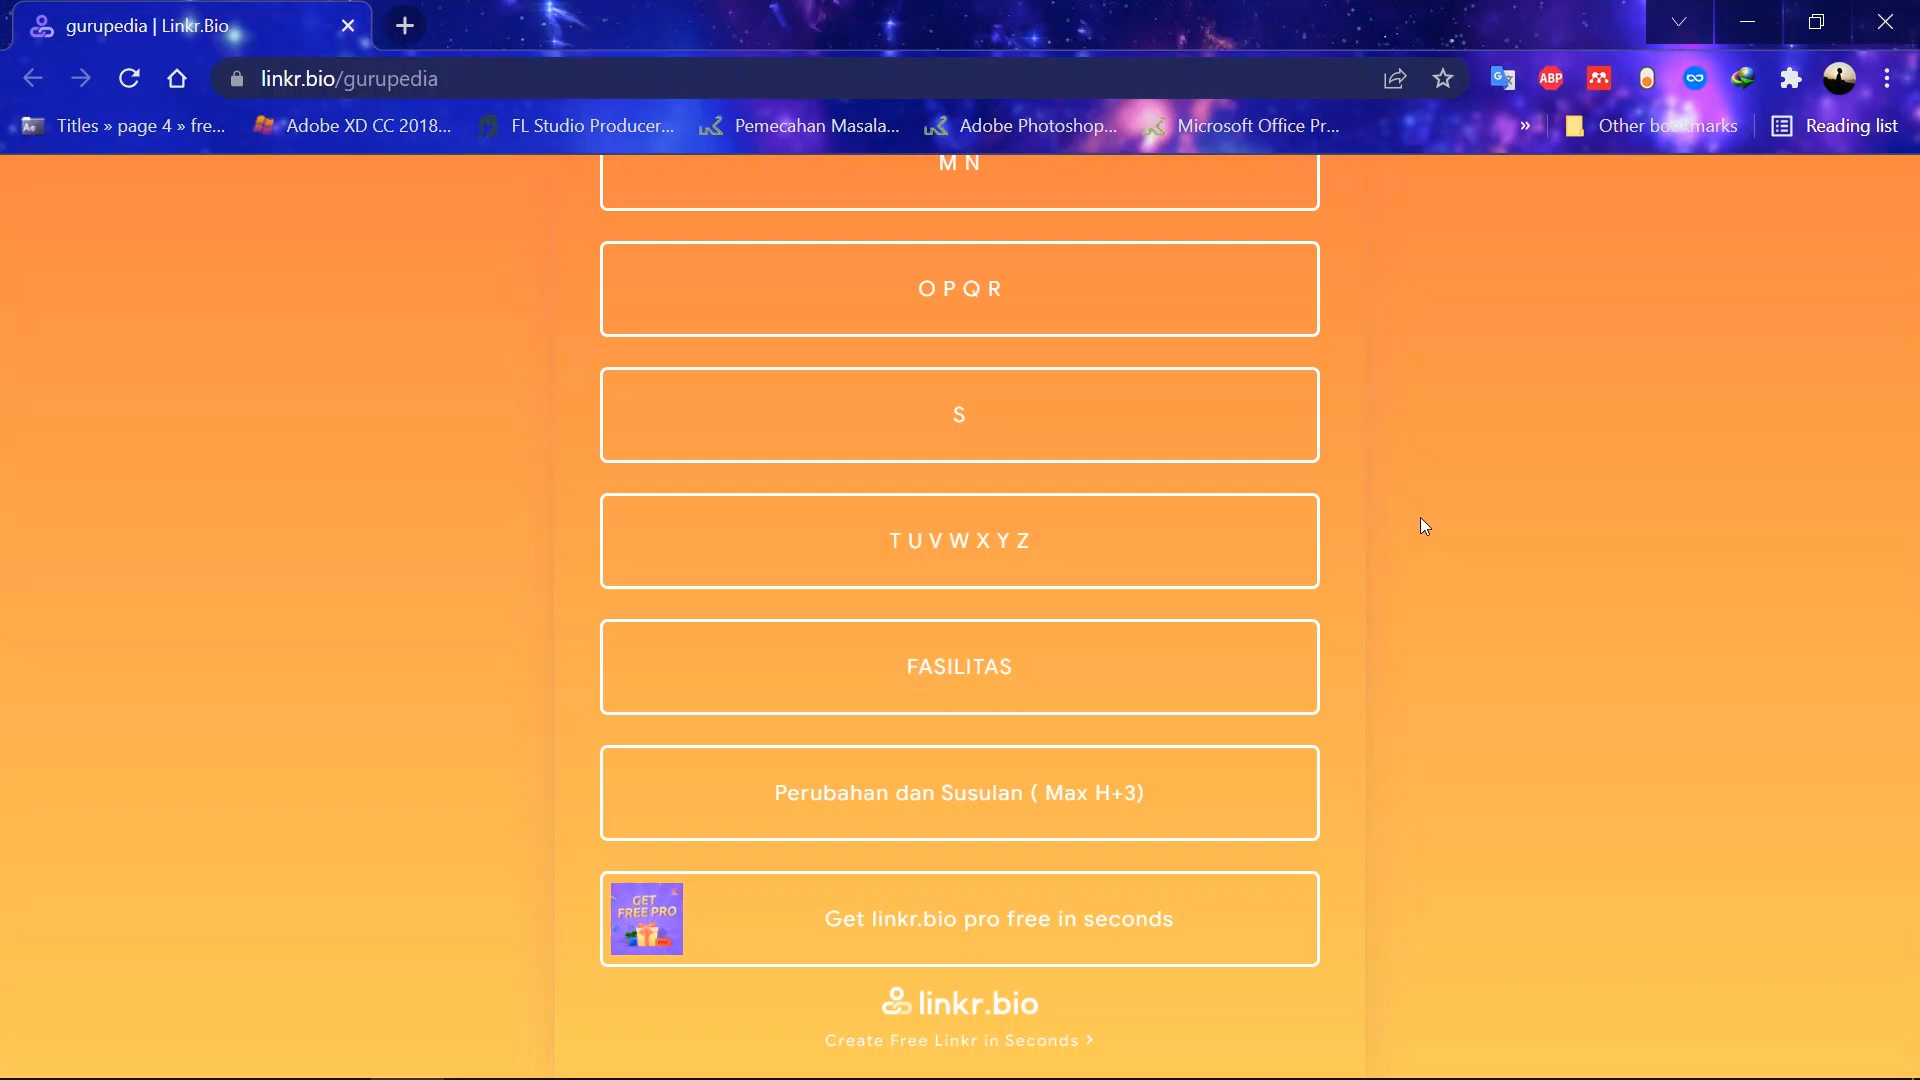 gurupedia | Linkr.Bio
linkr.bio/gurupedia
ABP
Titles » page 4 » fre...
Adobe XD CC 2018...
FL Studio Producer...
Pemecahan Masala...
Adobe Photoshop...
Microsoft Office Pr...
»
Other bookmarks
Reading list
M N
O P Q R
S
T U V W X Y Z
FASILITAS
Perubahan dan Susulan ( Max H+3)
GET
FREE PRO
Get linkr.bio pro free in seconds
linkr.bio
Create Free Linkr in Seconds >